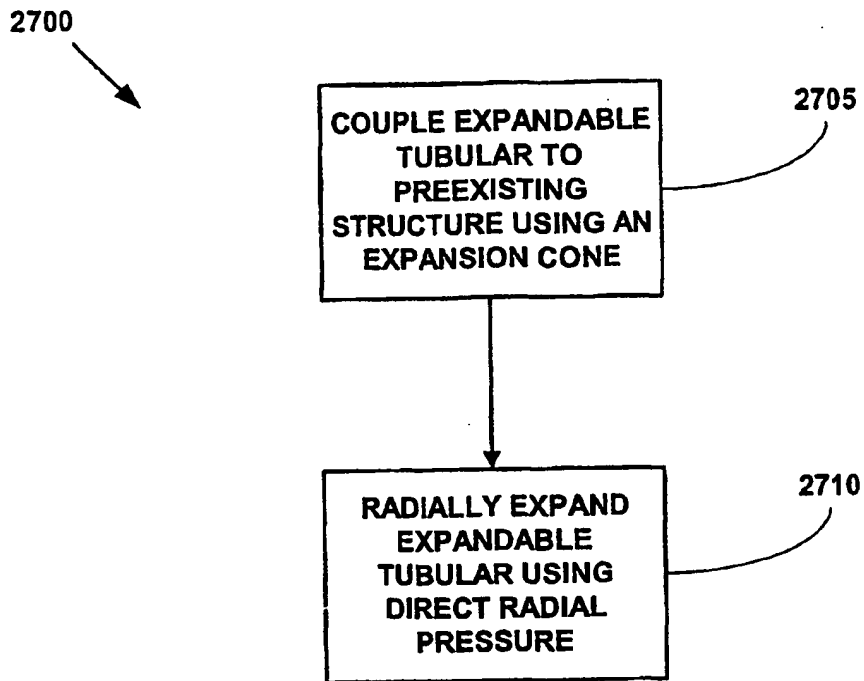 2700
COUPLE EXPANDABLE
TUBULAR TO
PREEXISTING
STRUCTURE USING AN
EXPANSION CONE
2705
RADIALLY EXPAND
EXPANDABLE
TUBULAR USING
DIRECT RADIAL
PRESSURE
2710